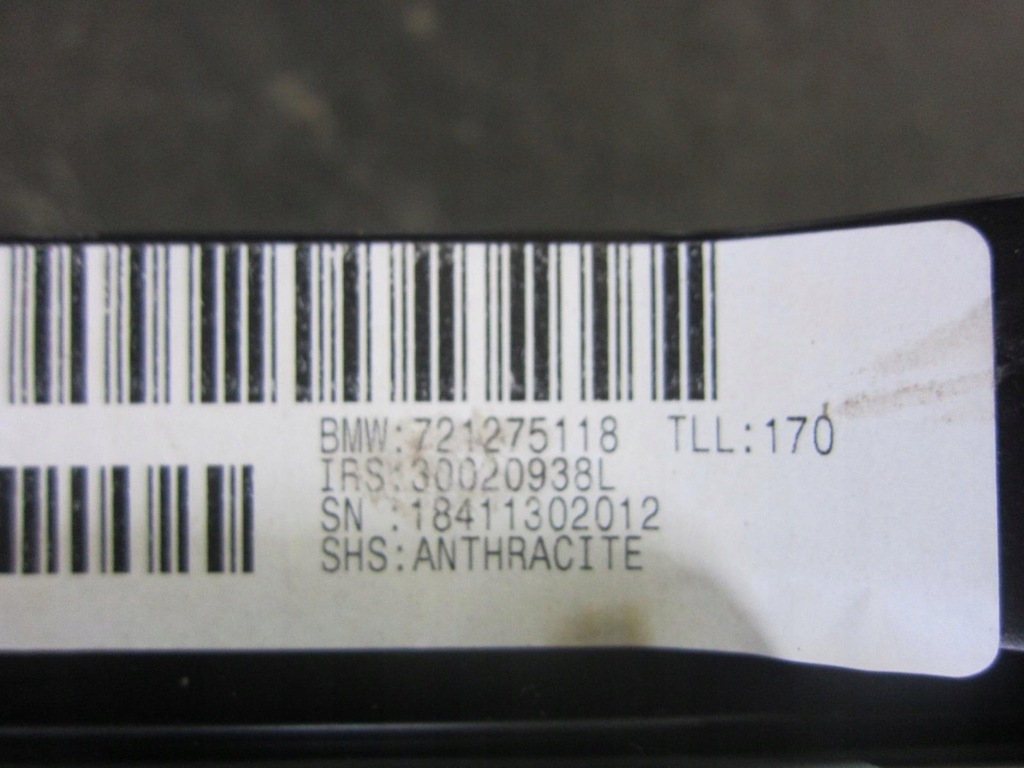 BMW:721275118 TLL:170
IRS:30020938L
SN :18411302012
SHS:ANTHRACITE